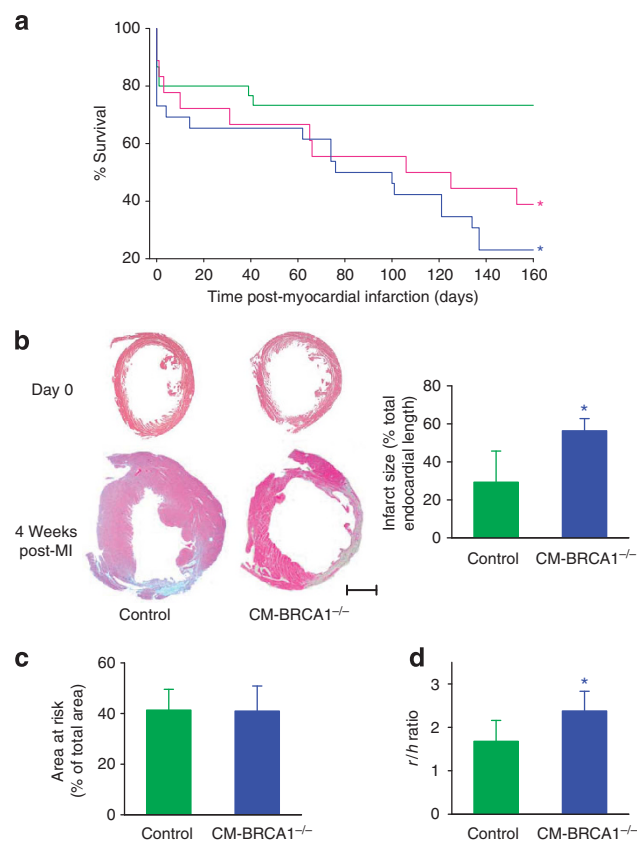 a
100
80
60
40
20
% Survival
*
*
0 20 40 60 80 100 120 140 160
Time post-myocardial infarction (days)
b
Day 0
4 Weeks
post-MI
Control CM-BRCA1⁻/⁻
80
60
40
20
0
Infarct size (% total
endocardial length)
*
Control CM-BRCA1⁻/⁻
c
60
40
20
0
Area at risk
(% of total area)
Control CM-BRCA1⁻/⁻
d
3
2
1
0
r/h ratio
*
Control CM-BRCA1⁻/⁻